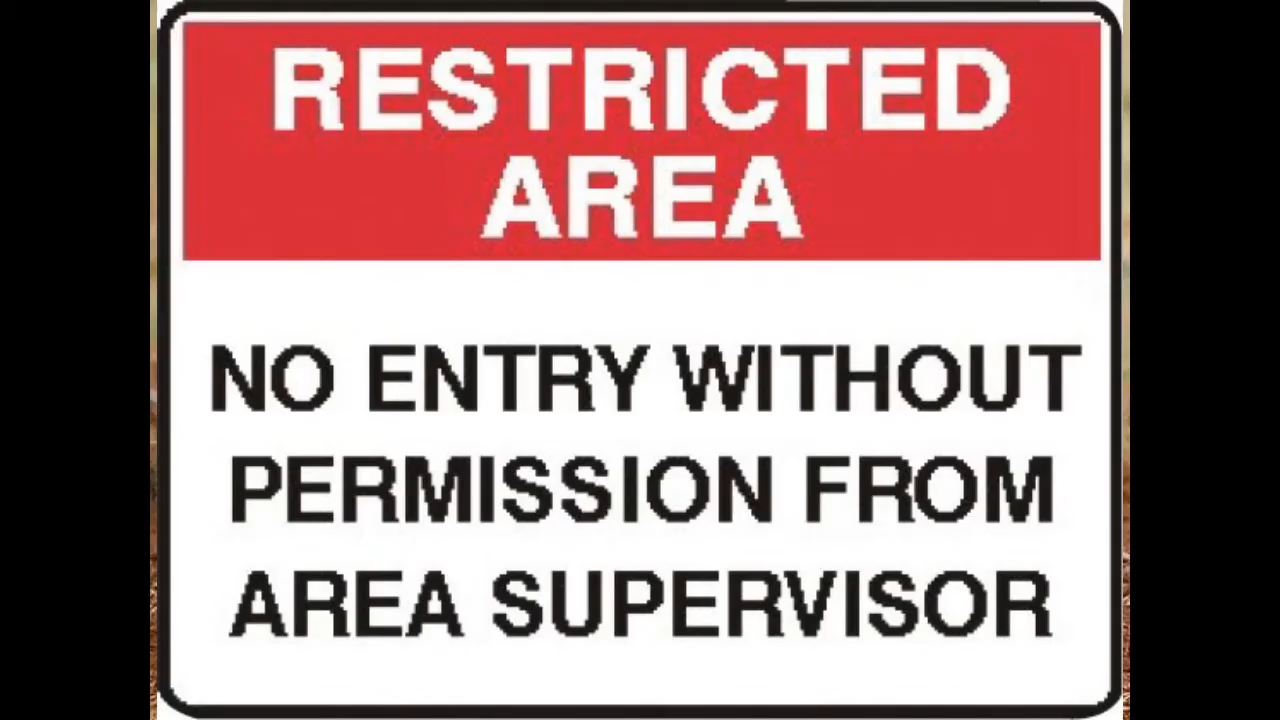 RESTRICTED
AREA
NO ENTRY WITHOUT
PERMISSION FROM
AREA SUPERVISOR